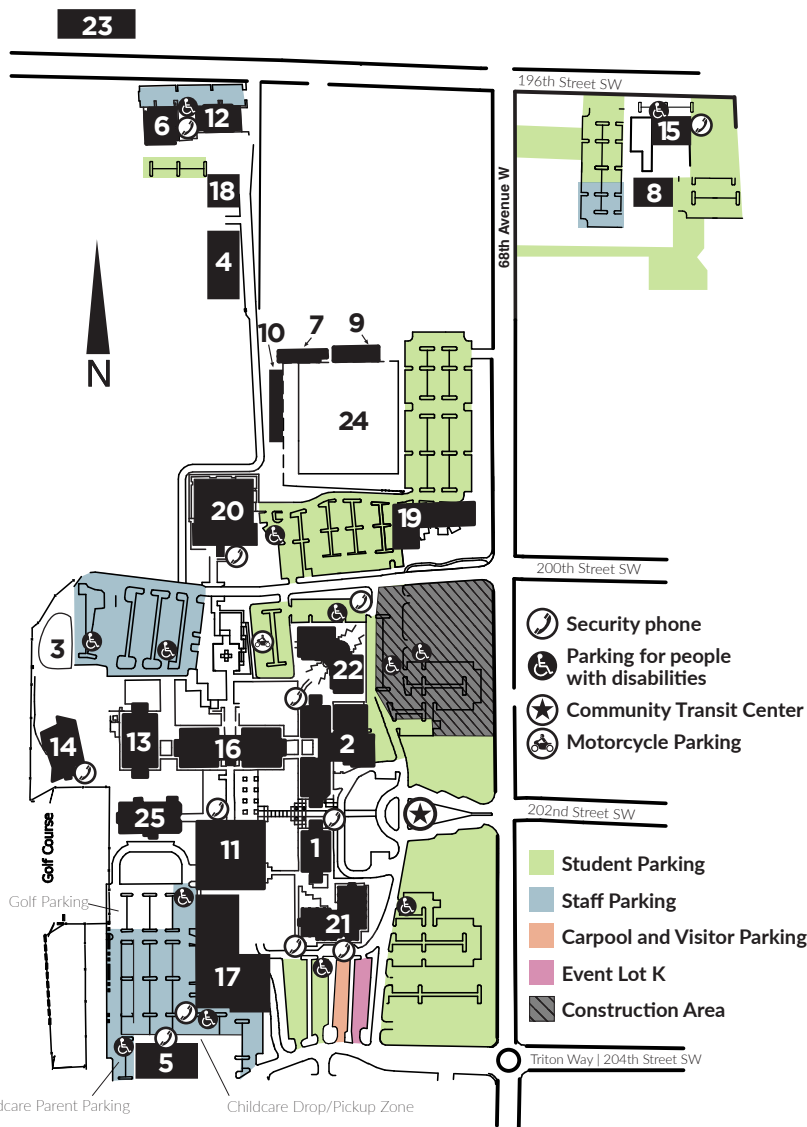 23
196th Street SW
6
12
15
18
8
68th Avenue W
4
N
10
7
9
24
20
19
200th Street SW
3
22
Security phone
Parking for people
with disabilities
Community Transit Center
Motorcycle Parking
14
13
16
2
25
202nd Street SW
11
1
Golf Course
Student Parking
Staff Parking
Carpool and Visitor Parking
Event Lot K
Construction Area
Golf Parking
21
17
5
Triton Way | 204th Street SW
dcare Parent Parking
Childcare Drop/Pickup Zone